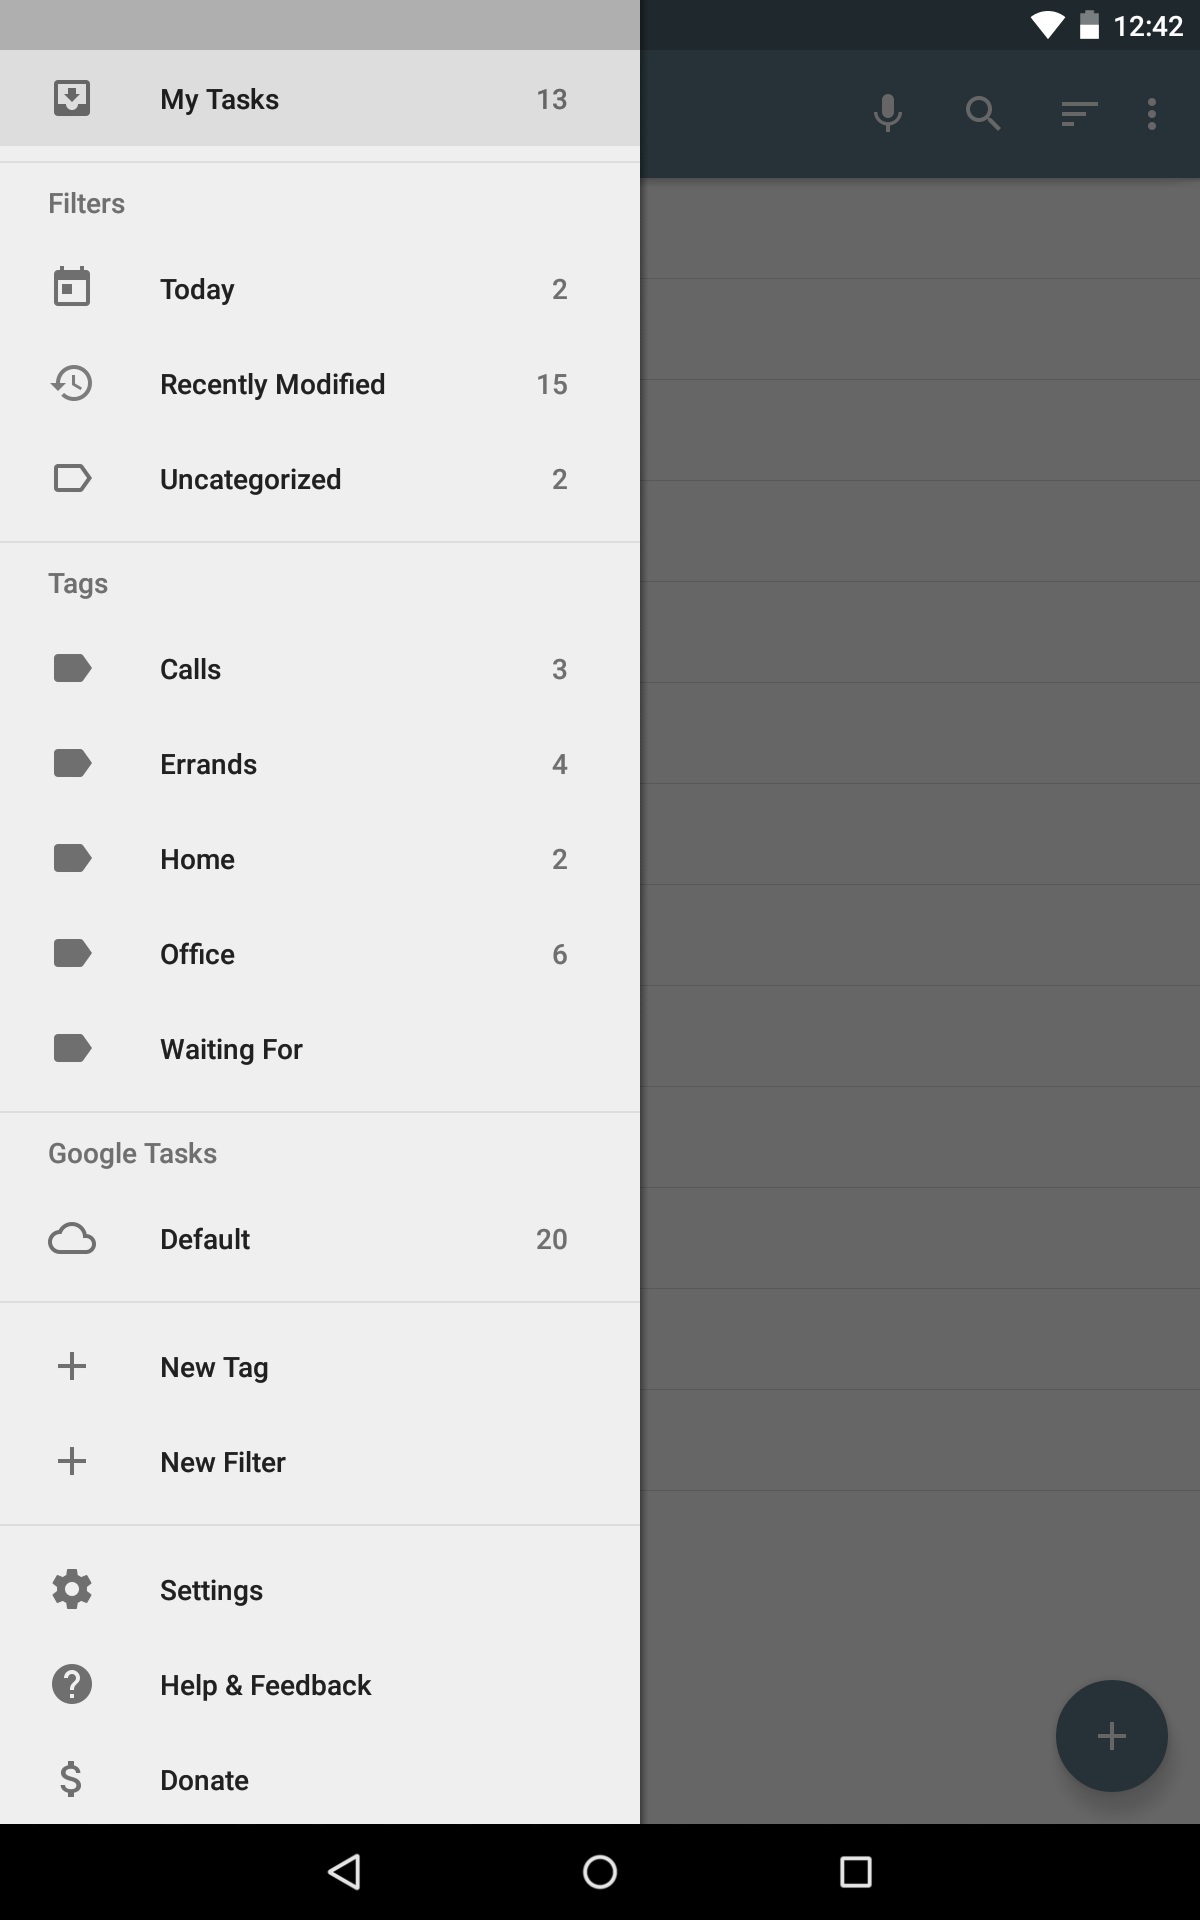 12:42
My Tasks 13
Filters
Today 2
Recently Modified 15
Uncategorized 2
Tags
Calls 3
Errands 4
Home 2
Office 6
Waiting For
Google Tasks
Default 20
New Tag
New Filter
Settings
Help & Feedback
Donate